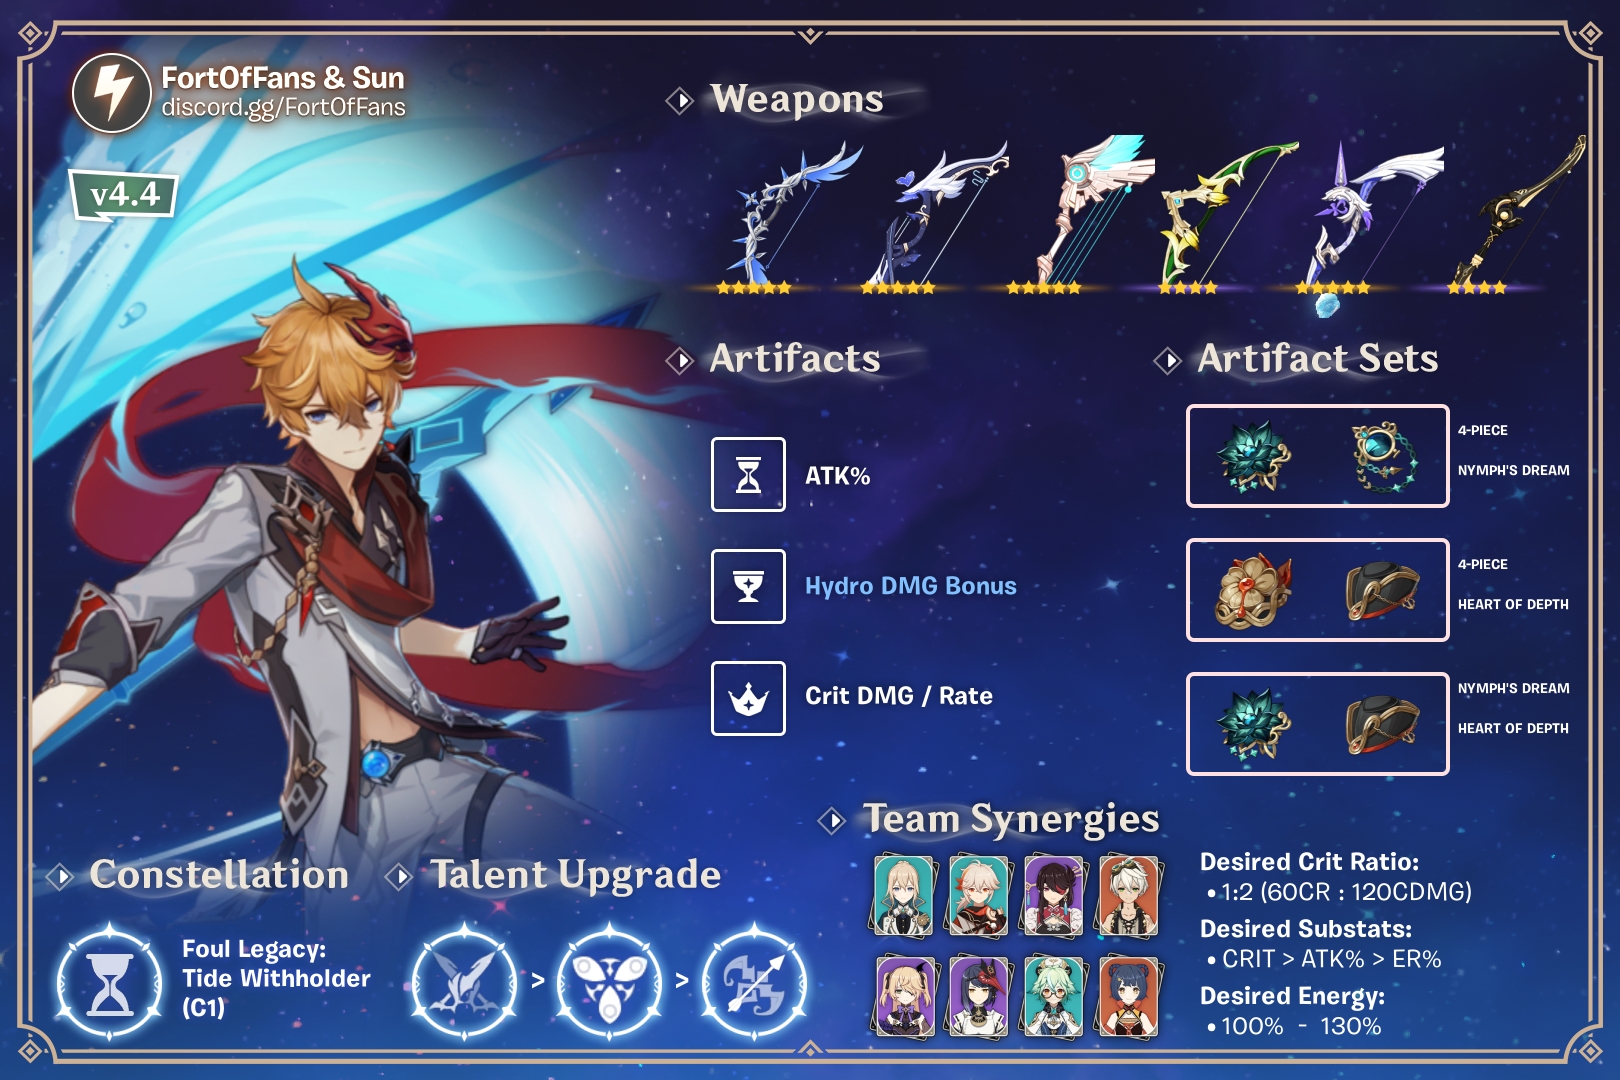 FortOfFans & Sun
discord.gg/FortOfFans
v4.4
Weapons
Artifacts
ATK%
Hydro DMG Bonus
Crit DMG / Rate
Artifact Sets
4-PIECE
NYMPH'S DREAM
4-PIECE
HEART OF DEPTH
NYMPH'S DREAM
HEART OF DEPTH
Constellation
Foul Legacy:
Tide Withholder
(C1)
Talent Upgrade
> >
Team Synergies
Desired Crit Ratio:
• 1:2 (60CR : 120CDMG)
Desired Substats:
• CRIT > ATK% > ER%
Desired Energy:
• 100% - 130%